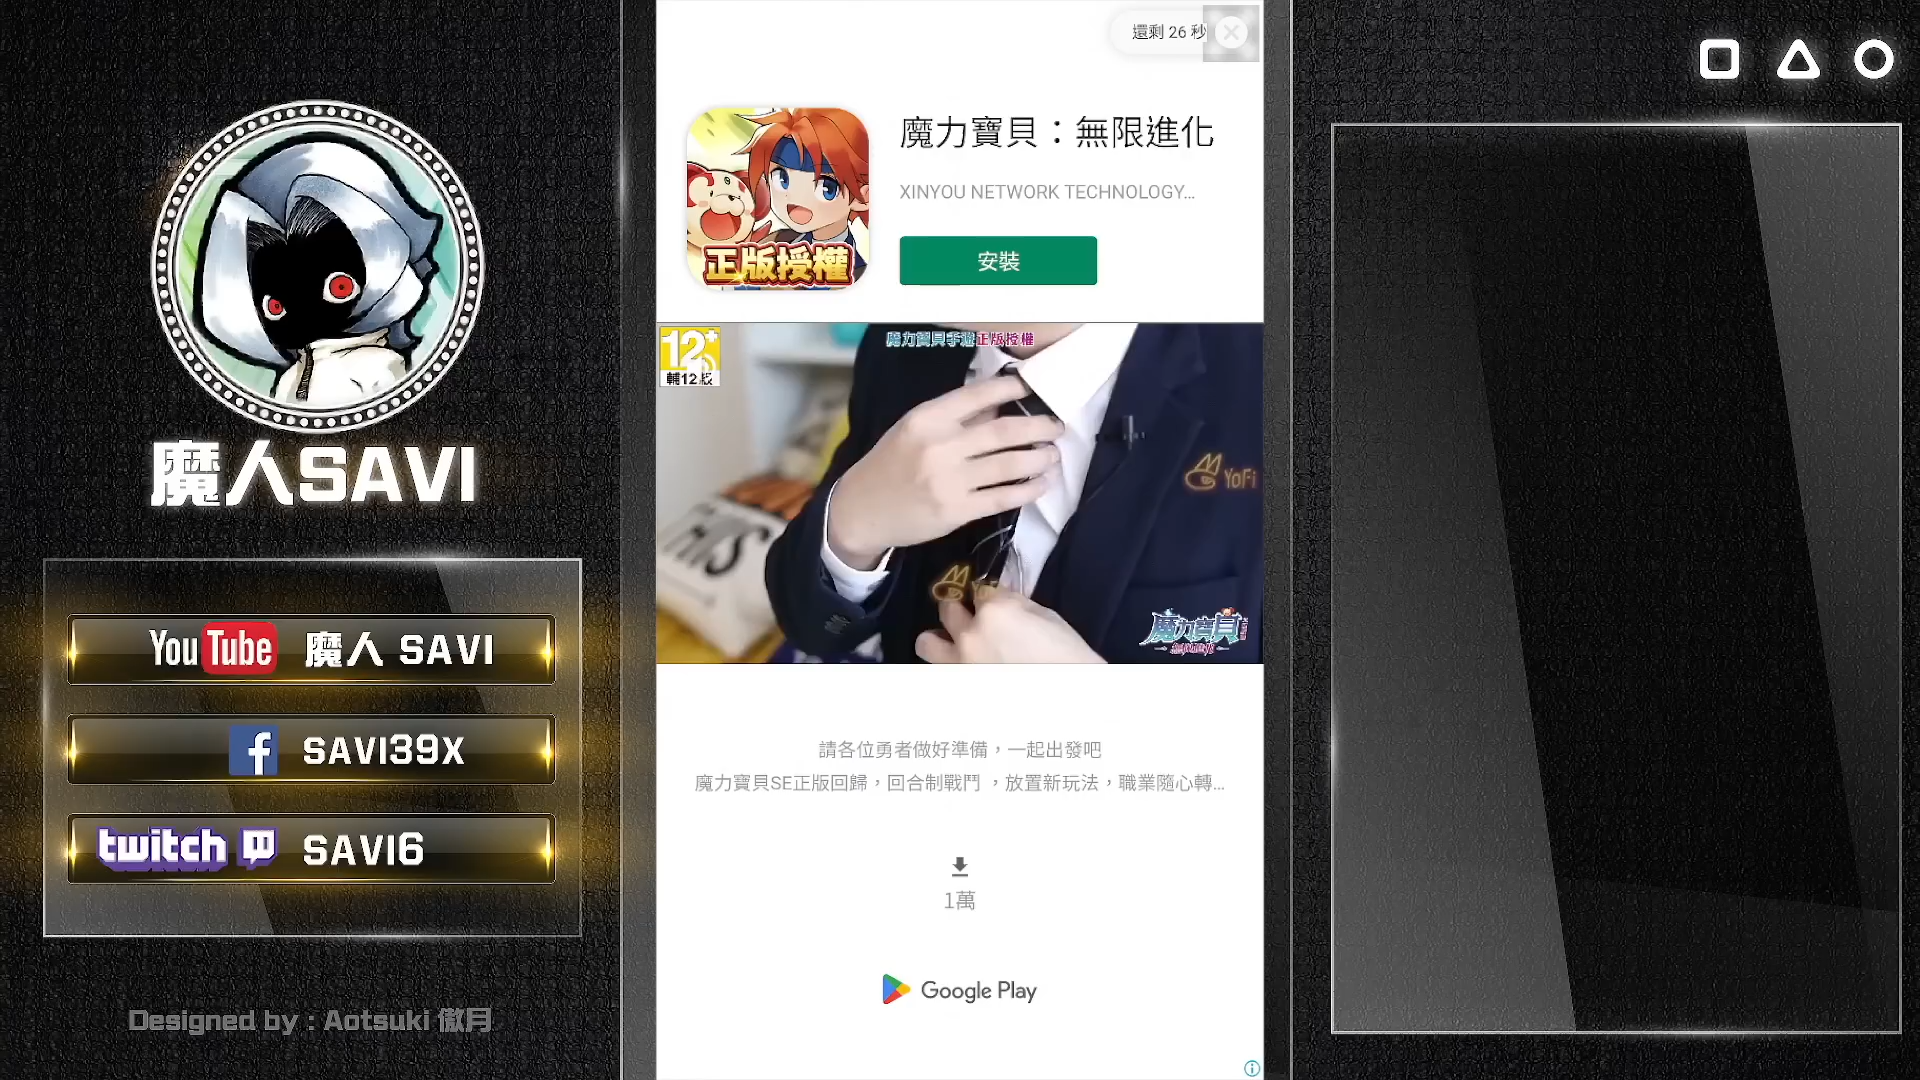 魔人SAVI
YouTube 魔人 SAVI
f SAVI39X
twitch SAVI6
Designed by : Aotsuki 傲月
還剩 26 秒
魔力寶貝：無限進化
XINYOU NETWORK TECHNOLOGY...
正版授權
安裝
12+
輔12級
魔力寶貝手遊正版授權
THIS
YoFi
魔力寶貝
無限進化
請各位勇者做好準備，一起出發吧
魔力寶貝SE正版回歸，回合制戰鬥 ，放置新玩法，職業隨心轉...
1萬
Google Play